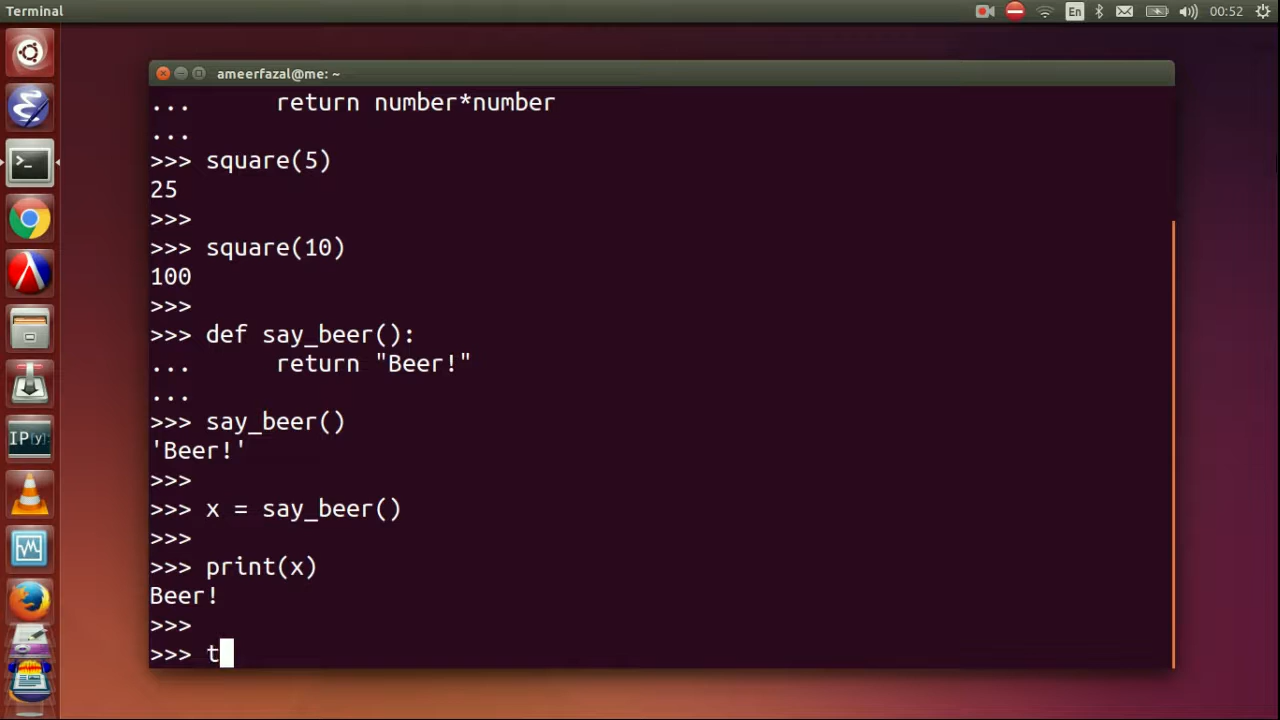 Terminal
En
00:52
ameerfazal@me: ~
... return number*number
...
>>> square(5)
25
>>>
>>> square(10)
100
>>>
>>> def say_beer():
... return "Beer!"
...
>>> say_beer()
'Beer!'
>>>
>>> x = say_beer()
>>>
>>> print(x)
Beer!
>>>
>>> t
>_
IP[y]: